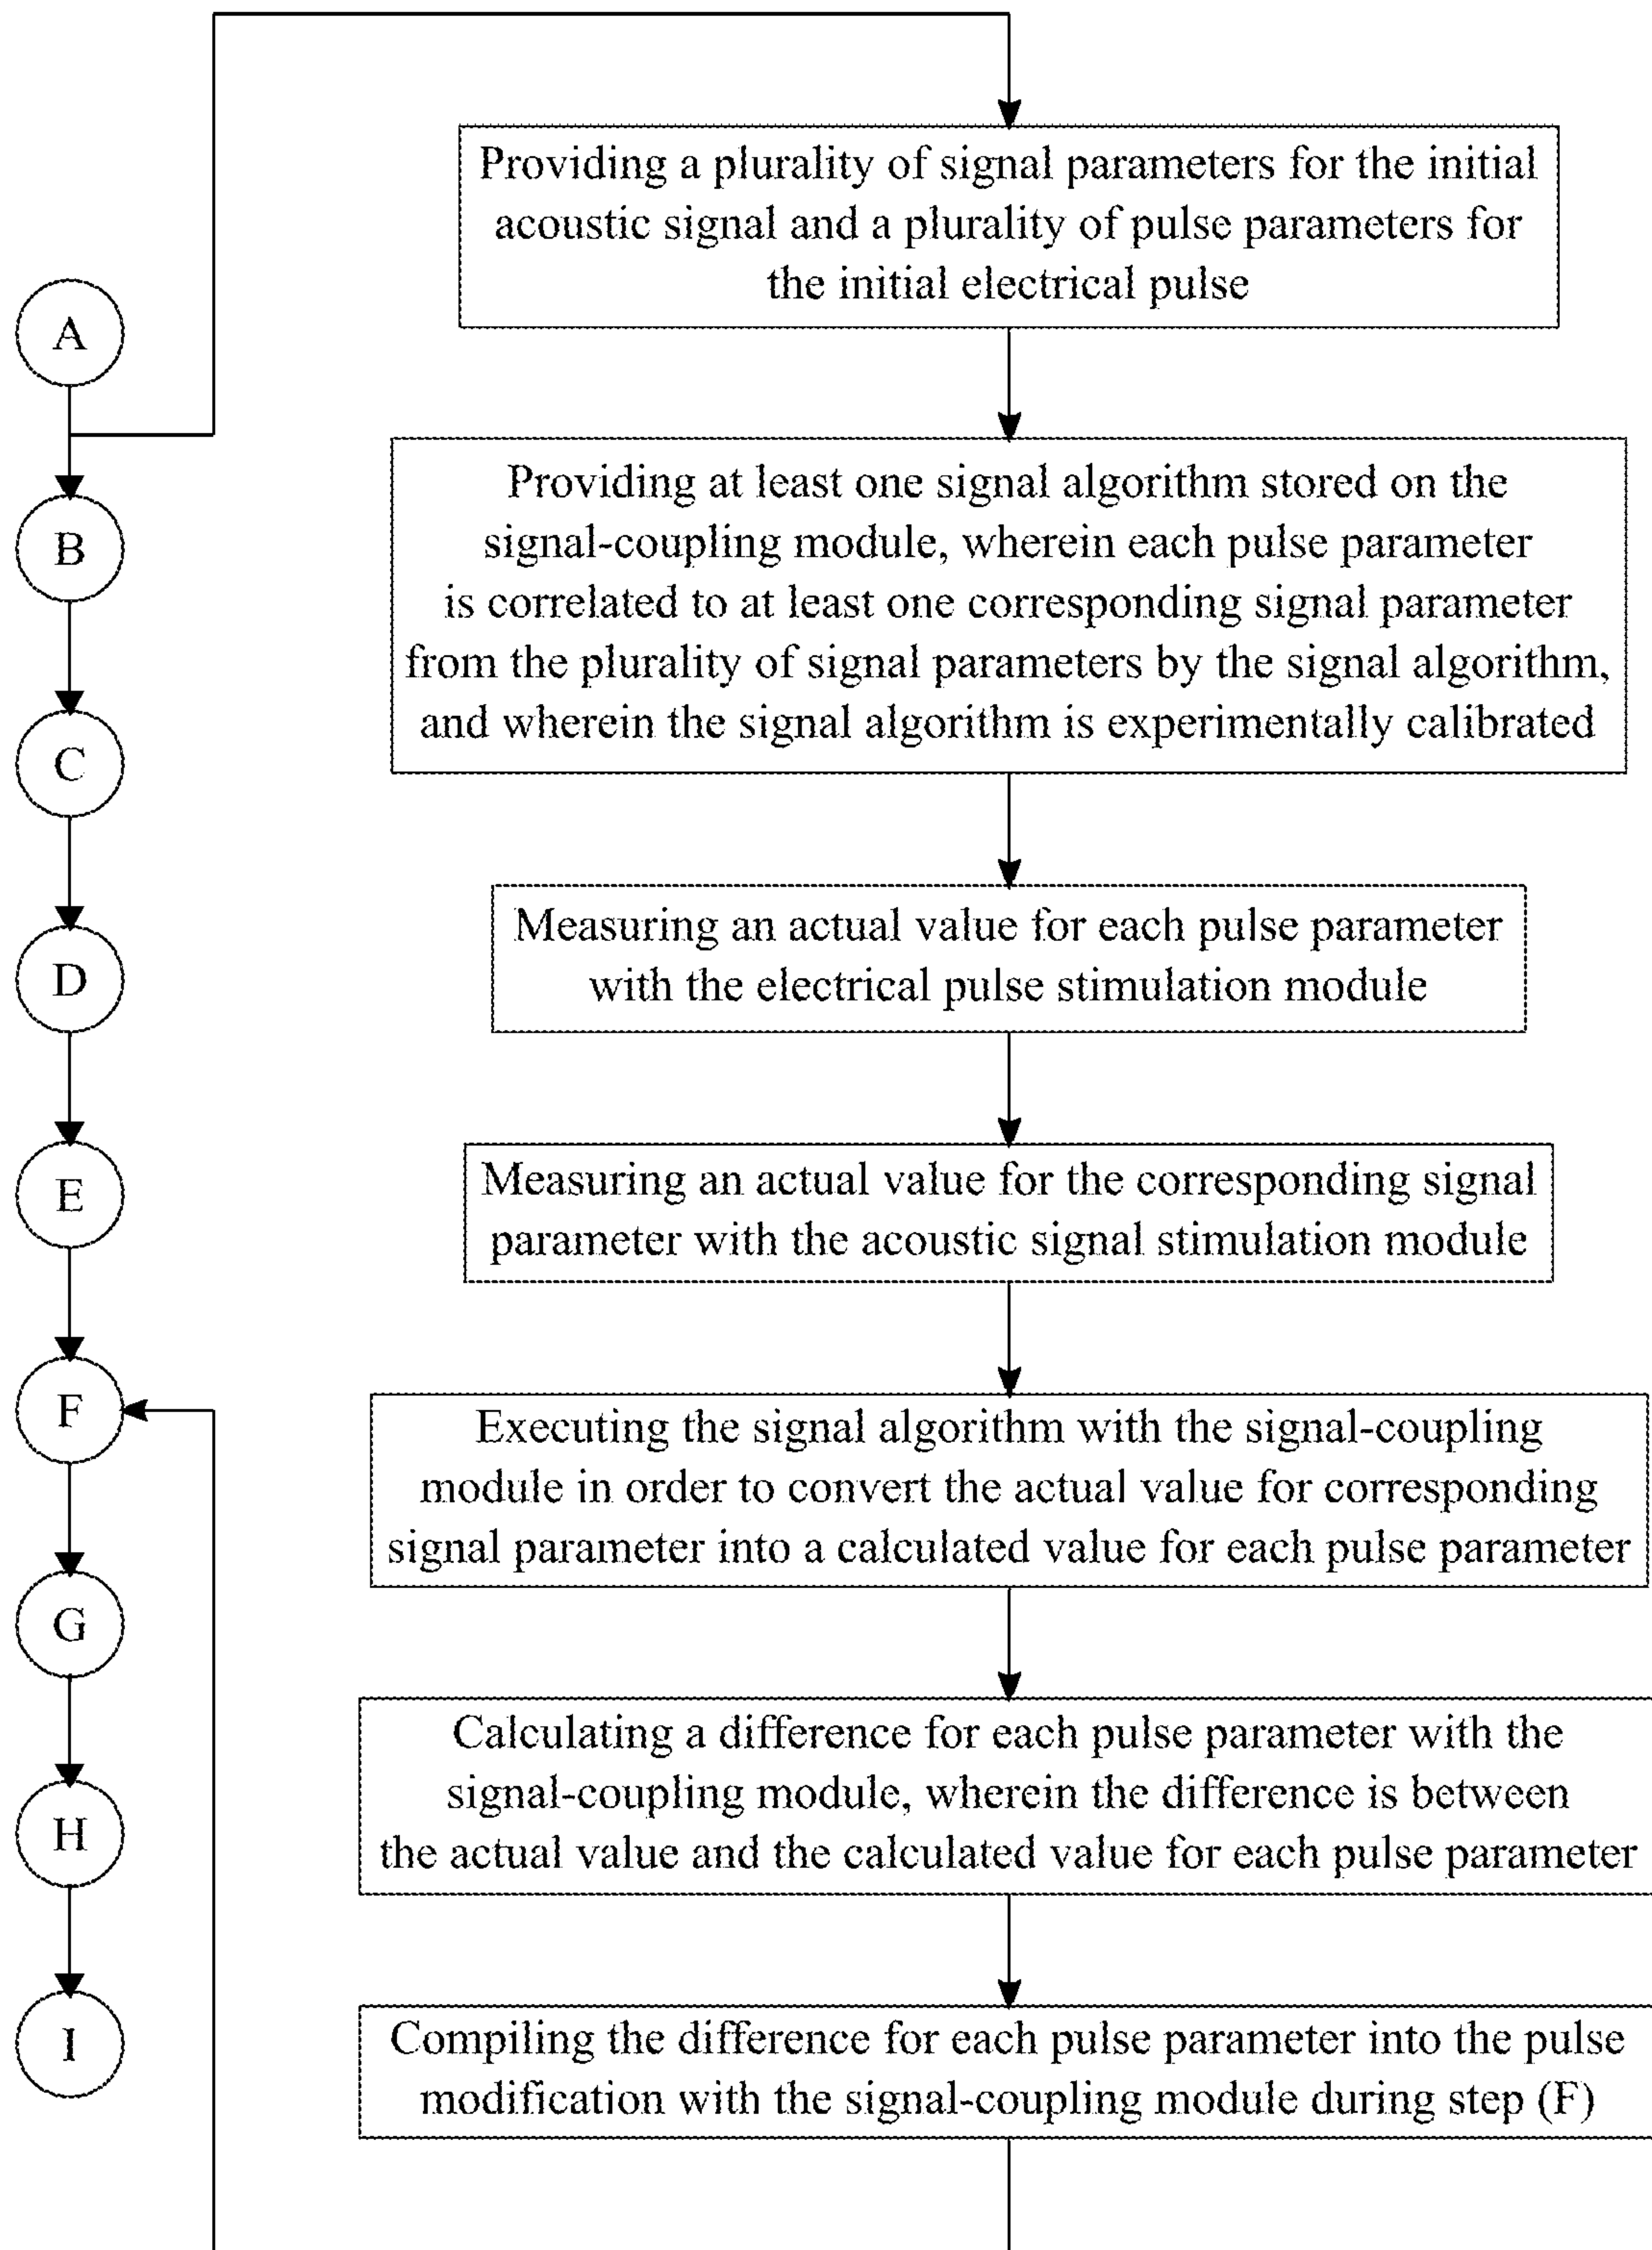 A
B
C
D
E
F
G
H
I
Providing a plurality of signal parameters for the initial
acoustic signal and a plurality of pulse parameters for
the initial electrical pulse
Providing at least one signal algorithm stored on the
signal-coupling module, wherein each pulse parameter
is correlated to at least one corresponding signal parameter
from the plurality of signal parameters by the signal algorithm,
and wherein the signal algorithm is experimentally calibrated
Measuring an actual value for each pulse parameter
with the electrical pulse stimulation module
Measuring an actual value for the corresponding signal
parameter with the acoustic signal stimulation module
Executing the signal algorithm with the signal-coupling
module in order to convert the actual value for corresponding
signal parameter into a calculated value for each pulse parameter
Calculating a difference for each pulse parameter with the
signal-coupling module, wherein the difference is between
the actual value and the calculated value for each pulse parameter
Compiling the difference for each pulse parameter into the pulse
modification with the signal-coupling module during step (F)